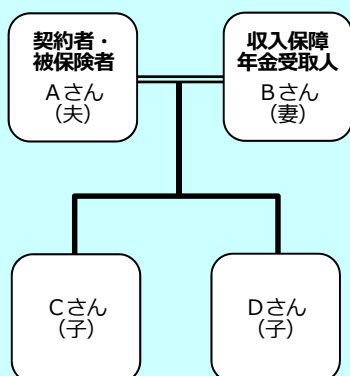 契約者・
被保険者
Aさん
（夫）
収入保障
年金受取人
Bさん
（妻）
Cさん
（子）
Dさん
（子）